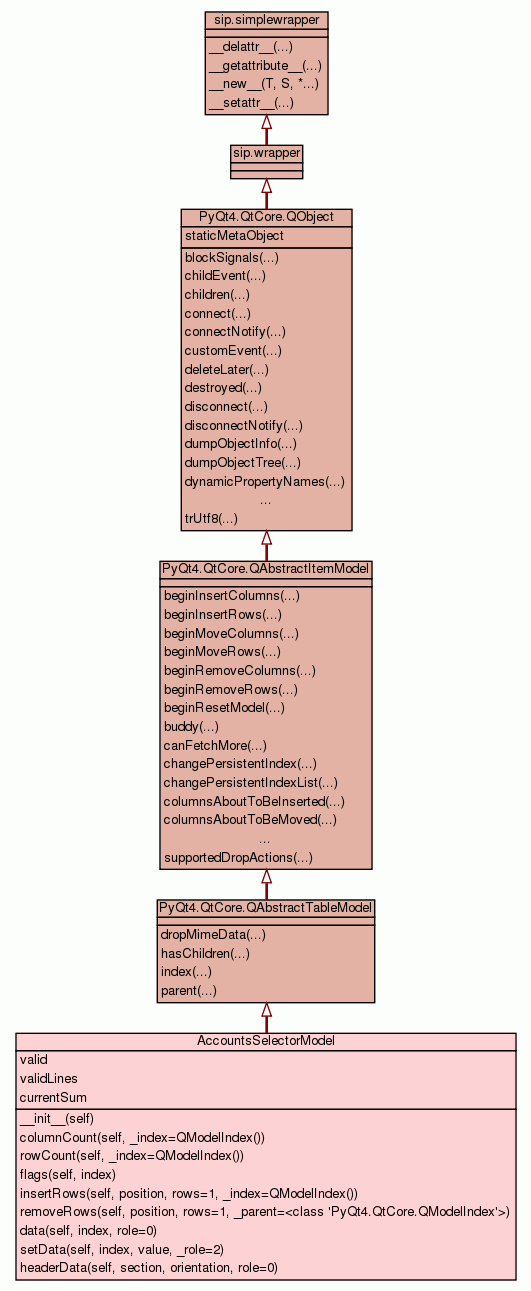 sip.simplewrapper
__delattr__(...)
__getattribute__(...)
__new__(T, S, *...)
__setattr__(...)
sip.wrapper
PyQt4.QtCore.QObject
staticMetaObject
blockSignals(...)
childEvent(...)
children(...)
connect(...)
connectNotify(...)
customEvent(...)
deleteLater(...)
destroyed(...)
disconnect(...)
disconnectNotify(...)
dumpObjectInfo(...)
dumpObjectTree(...)
dynamicPropertyNames(...)
...
trUtf8(...)
PyQt4.QtCore.QAbstractItemModel
beginInsertColumns(...)
beginInsertRows(...)
beginMoveColumns(...)
beginMoveRows(...)
beginRemoveColumns(...)
beginRemoveRows(...)
beginResetModel(...)
buddy(...)
canFetchMore(...)
changePersistentIndex(...)
changePersistentIndexList(...)
columnsAboutToBeInserted(...)
columnsAboutToBeMoved(...)
...
supportedDropActions(...)
PyQt4.QtCore.QAbstractTableModel
dropMimeData(...)
hasChildren(...)
index(...)
parent(...)
AccountsSelectorModel
valid
validLines
currentSum
__init__(self)
columnCount(self, _index=QModelIndex())
rowCount(self, _index=QModelIndex())
flags(self, index)
insertRows(self, position, rows=1, _index=QModelIndex())
removeRows(self, position, rows=1, _parent=<class 'PyQt4.QtCore.QModelIndex'>)
data(self, index, role=0)
setData(self, index, value, _role=2)
headerData(self, section, orientation, role=0)